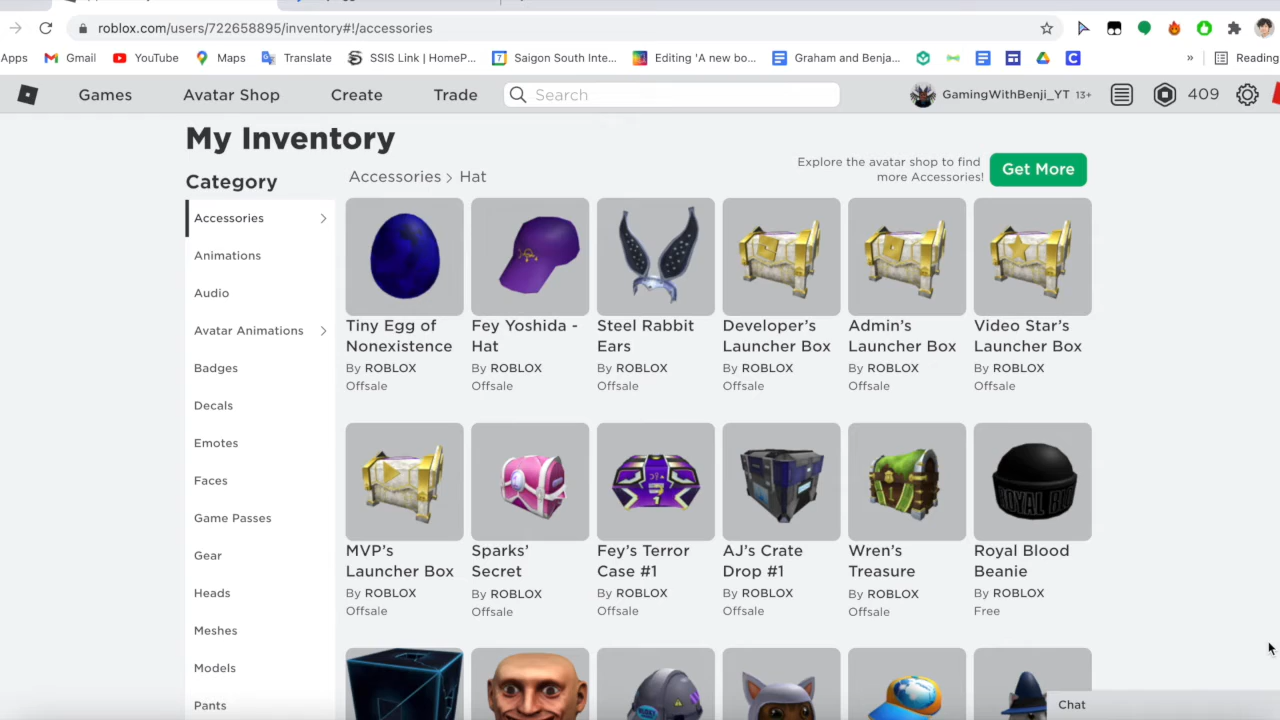 roblox.com/users/722658895/inventory#!/accessories
Apps Gmail YouTube Maps Translate SSIS Link | HomeP... Saigon South Inte... Editing 'A new bo... Graham and Benja... » Reading
Games Avatar Shop Create Trade Search GamingWithBenji_YT 13+ 409
My Inventory
Explore the avatar shop to find
more Accessories!
Get More
Category
Accessories > Hat
Accessories
Animations
Audio
Avatar Animations
Badges
Decals
Emotes
Faces
Game Passes
Gear
Heads
Meshes
Models
Pants
Tiny Egg of
Nonexistence
By ROBLOX
Offsale
Fey Yoshida -
Hat
By ROBLOX
Offsale
Steel Rabbit
Ears
By ROBLOX
Offsale
Developer’s
Launcher Box
By ROBLOX
Offsale
Admin’s
Launcher Box
By ROBLOX
Offsale
Video Star’s
Launcher Box
By ROBLOX
Offsale
MVP’s
Launcher Box
By ROBLOX
Offsale
Sparks’
Secret
By ROBLOX
Offsale
Fey’s Terror
Case #1
By ROBLOX
Offsale
AJ’s Crate
Drop #1
By ROBLOX
Offsale
Wren’s
Treasure
By ROBLOX
Offsale
Royal Blood
Beanie
By ROBLOX
Free
Chat